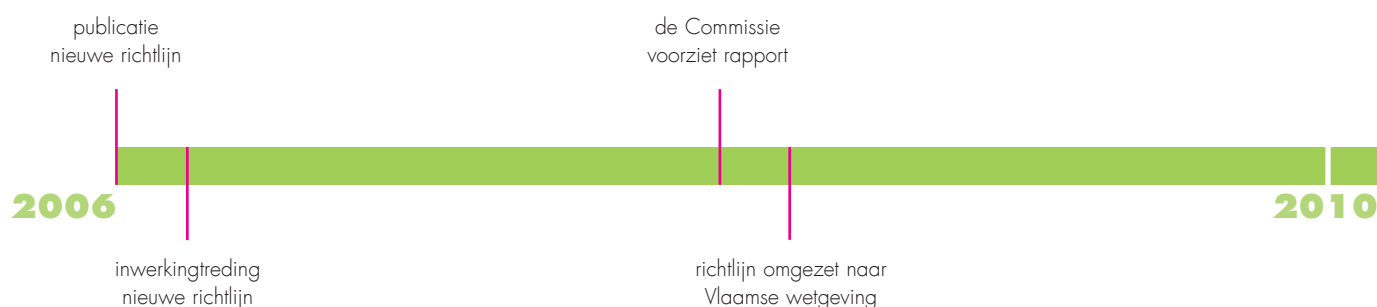 publicatie
nieuwe richtlijn
de Commissie
voorziet rapport
2006
2010
inwerkingtreding
nieuwe richtlijn
richtlijn omgezet naar
Vlaamse wetgeving